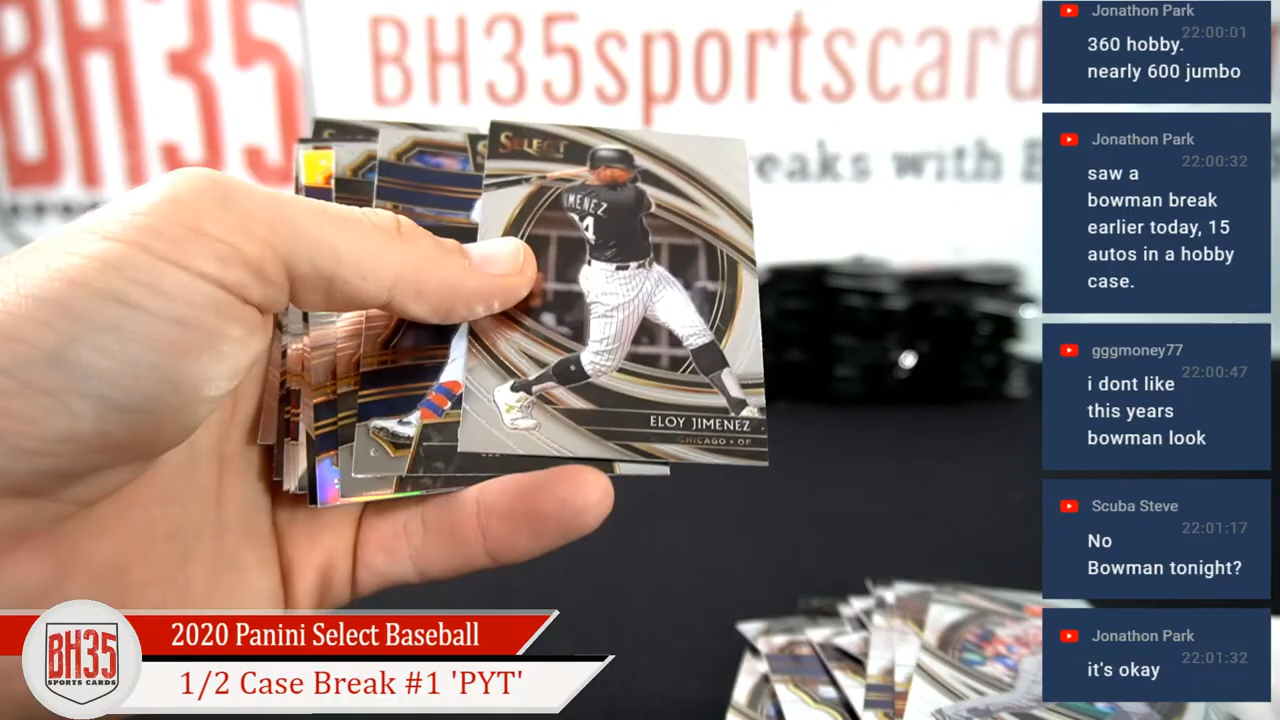 BH35
BH35sportscard
eaks with
SELECT
JIMENEZ
ELOY JIMENEZ
CHICAGO • OF
BH35
SPORTS CARDS
2020 Panini Select Baseball
1/2 Case Break #1 'PYT'
Jonathon Park
22:00:01
360 hobby.
nearly 600 jumbo
Jonathon Park
22:00:32
saw a
bowman break
earlier today, 15
autos in a hobby
case.
gggmoney77
22:00:47
i dont like
this years
bowman look
Scuba Steve
22:01:17
No
Bowman tonight?
Jonathon Park
22:01:32
it's okay